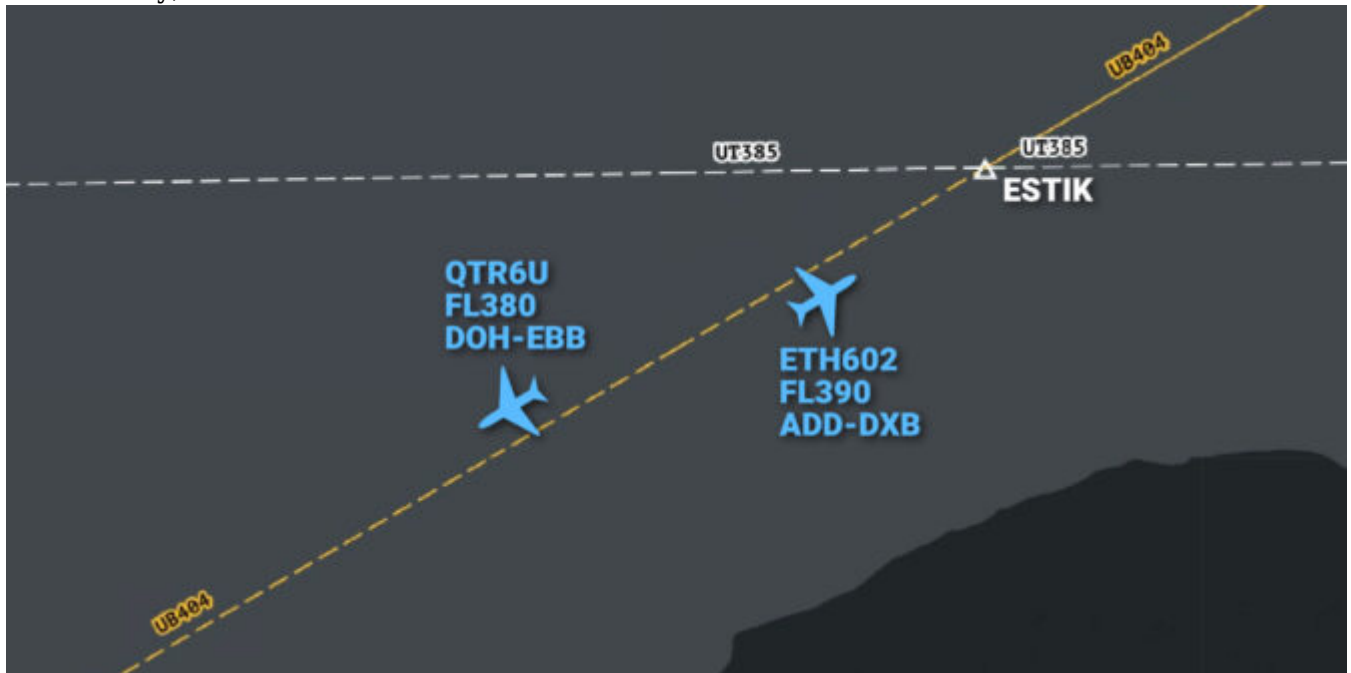 UB404
UT385
UT385
ESTIK
QTR6U
FL380
DOH-EBB
ETH602
FL390
ADD-DXB
UB404